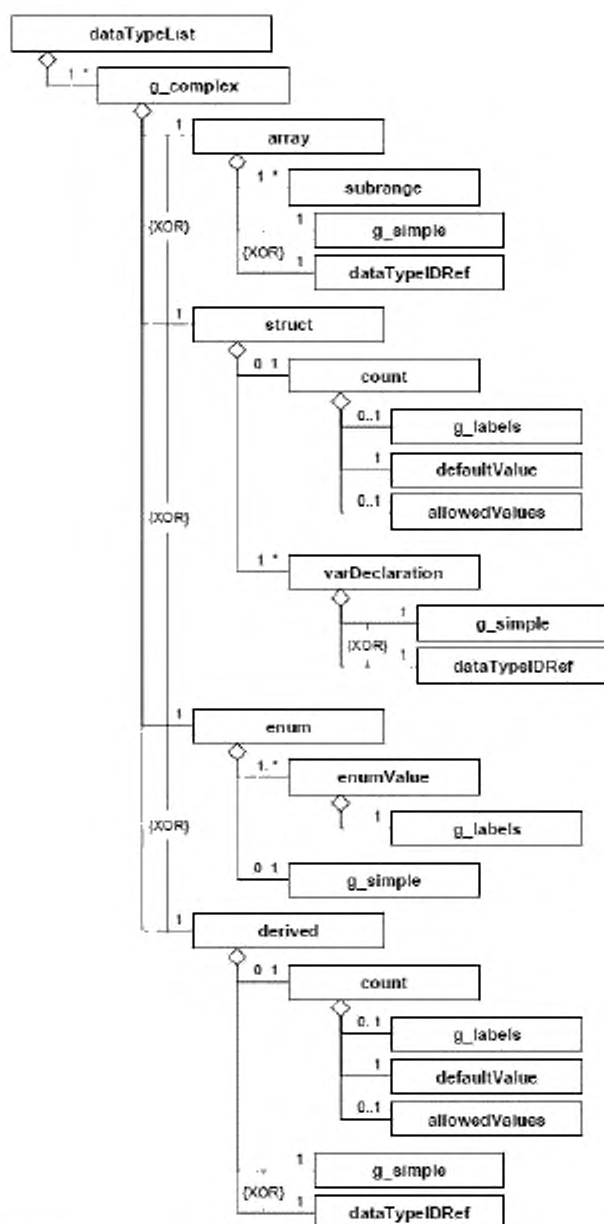 dataTypeList
1 *
g_complex
1
array
1 *
subrange
{XOR}
1
g_simple
{XOR}
1
dataTypeIDRef
1
struct
0 1
count
0..1
g_labels
1
defaultValue
{XOR}
0..1
allowedValues
1 *
varDeclaration
1
g_simple
{XOR}
1
dataTypeIDRef
1
enum
1..*
enumValue
{XOR}
1
g_labels
0 1
g_simple
1
derived
0 1
count
0. 1
g_labels
1
defaultValue
0..1
allowedValues
1
g_simple
{XOR}
1
dataTypeIDRef